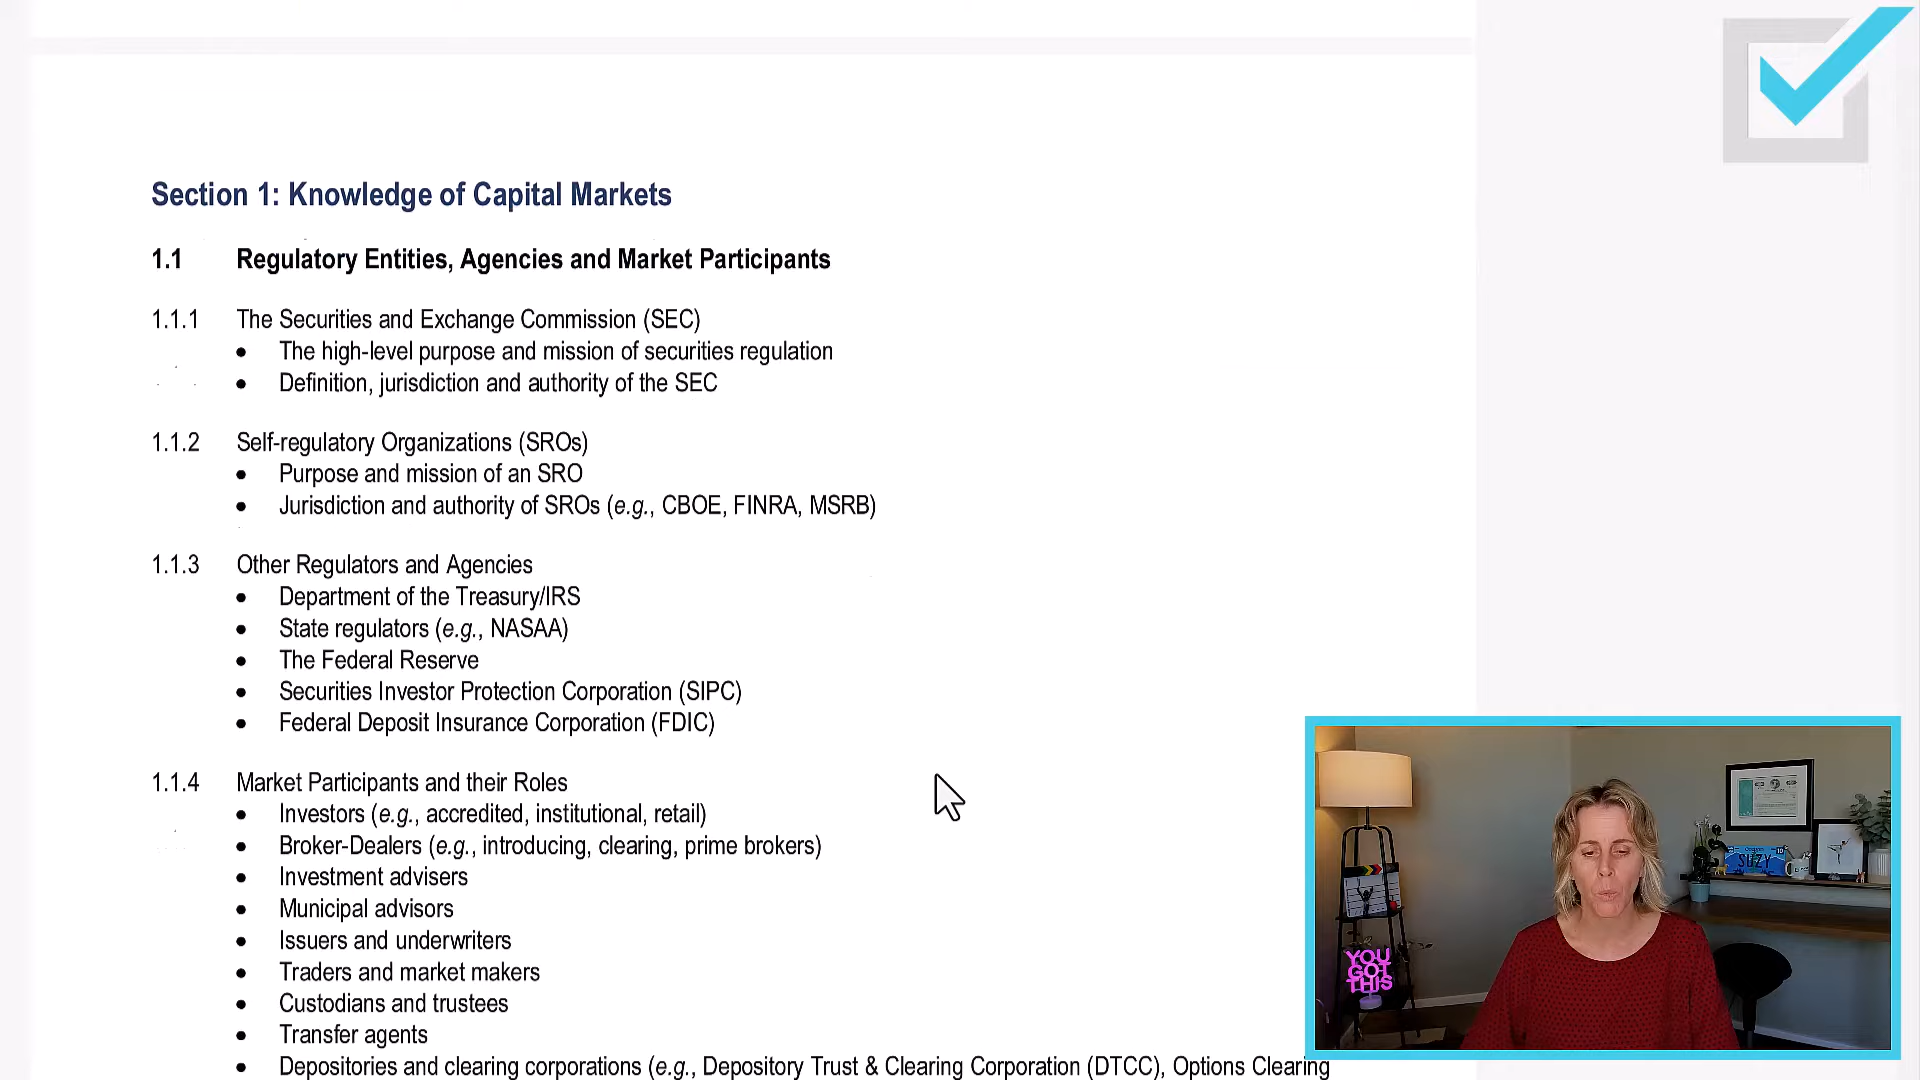 Section 1: Knowledge of Capital Markets
1.1 Regulatory Entities, Agencies and Market Participants
1.1.1 The Securities and Exchange Commission (SEC)
• The high-level purpose and mission of securities regulation
• Definition, jurisdiction and authority of the SEC
1.1.2 Self-regulatory Organizations (SROs)
• Purpose and mission of an SRO
• Jurisdiction and authority of SROs (e.g., CBOE, FINRA, MSRB)
1.1.3 Other Regulators and Agencies
• Department of the Treasury/IRS
• State regulators (e.g., NASAA)
• The Federal Reserve
• Securities Investor Protection Corporation (SIPC)
• Federal Deposit Insurance Corporation (FDIC)
1.1.4 Market Participants and their Roles
• Investors (e.g., accredited, institutional, retail)
• Broker-Dealers (e.g., introducing, clearing, prime brokers)
• Investment advisers
• Municipal advisors
• Issuers and underwriters
• Traders and market makers
• Custodians and trustees
• Transfer agents
• Depositories and clearing corporations (e.g., Depository Trust & Clearing Corporation (DTCC), Options Clearing
SUZY
YOU
GOT
THIS